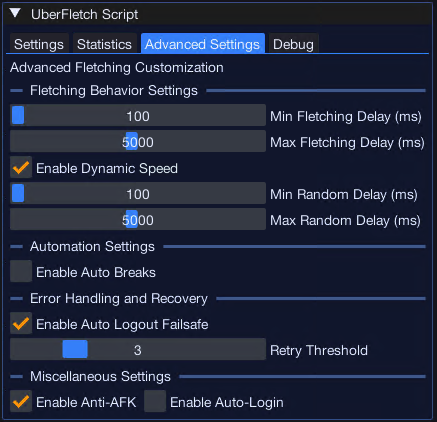 UberFletch Script
Settings Statistics Advanced Settings Debug
Advanced Fletching Customization
Fletching Behavior Settings
100 Min Fletching Delay (ms)
5000 Max Fletching Delay (ms)
Enable Dynamic Speed
100 Min Random Delay (ms)
5000 Max Random Delay (ms)
Automation Settings
Enable Auto Breaks
Error Handling and Recovery
Enable Auto Logout Failsafe
3 Retry Threshold
Miscellaneous Settings
Enable Anti-AFK Enable Auto-Login